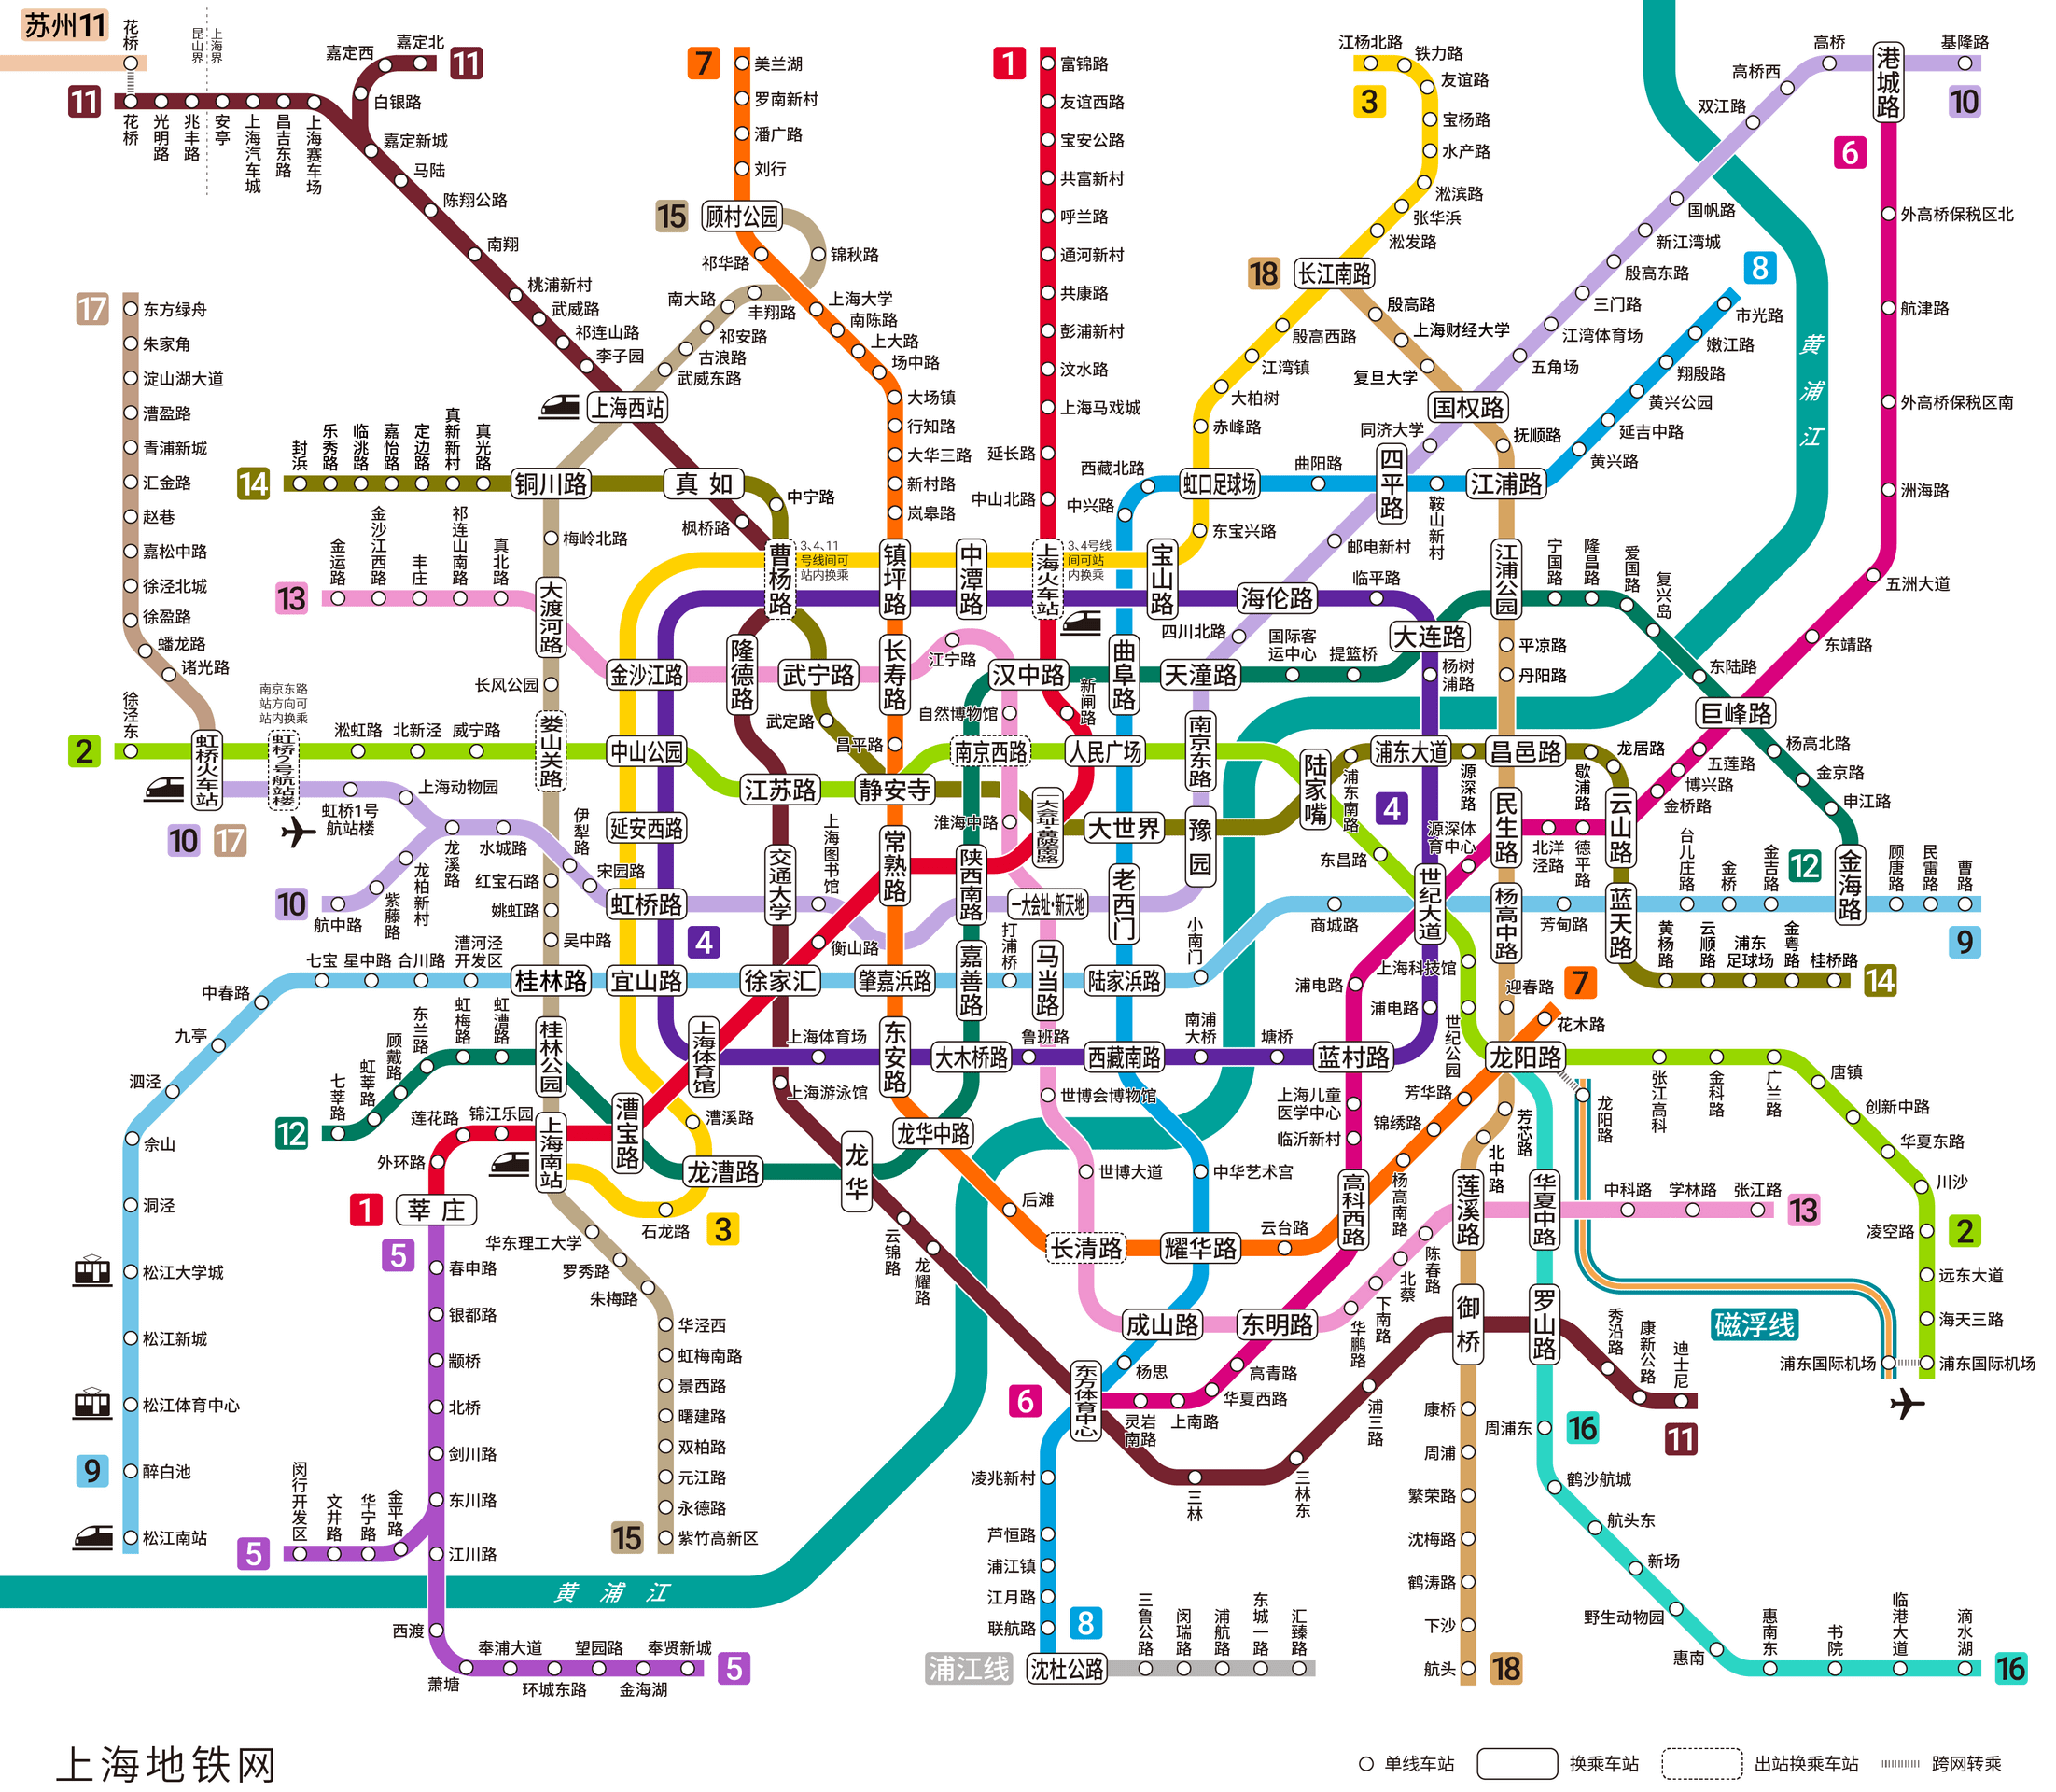 苏州11
花桥
昆山界
上海界
11
花桥
光明路
兆丰路
安亭
上海汽车城
昌吉东路
上海赛车场
嘉定西
嘉定北
11
白银路
嘉定新城
马陆
陈翔公路
南翔
桃浦新村
武威路
祁连山路
李子园
上海西站
7
美兰湖
罗南新村
潘广路
刘行
15
顾村公园
祁华路
锦秋路
南大路
丰翔路
祁安路
古浪路
武威东路
上海大学
南陈路
上大路
场中路
大场镇
行知路
大华三路
新村路
岚皋路
1
富锦路
友谊西路
宝安公路
共富新村
呼兰路
通河新村
共康路
彭浦新村
汶水路
上海马戏城
延长路
中山北路
江杨北路
铁力路
3
友谊路
宝杨路
水产路
淞滨路
张华浜
淞发路
18
长江南路
殷高西路
江湾镇
大柏树
赤峰路
殷高路
上海财经大学
复旦大学
国权路
高桥
港城路
基隆路
10
高桥西
双江路
6
国帆路
新江湾城
殷高东路
三门路
江湾体育场
五角场
8
市光路
嫩江路
翔殷路
黄兴公园
延吉中路
黄兴路
黄浦江
外高桥保税区北
航津路
外高桥保税区南
洲海路
五洲大道
东靖路
17
东方绿舟
朱家角
淀山湖大道
漕盈路
青浦新城
汇金路
赵巷
嘉松中路
徐泾北城
徐盈路
蟠龙路
诸光路
14
封浜
乐秀路
临洮路
嘉怡路
定边路
真新新村
真光路
铜川路
真如
中宁路
枫桥路
梅岭北路
13
金运路
金沙江西路
丰庄
祁连山南路
真北路
大渡河路
曹杨路
3、4、11
号线间可
站内换乘
镇坪路
中潭路
上海火车站
3、4号线
间可站
内换乘
宝山路
西藏北路
中兴路
虹口足球场
曲阳路
同济大学
四平路
鞍山新村
江浦路
抚顺路
东宝兴路
邮电新村
海伦路
临平路
江浦公园
宁国路
隆昌路
爱国路
复兴岛
东陆路
巨峰路
四川北路
国际客
运中心
提篮桥
大连路
平凉路
丹阳路
杨树
浦路
长风公园
金沙江路
隆德路
武宁路
长寿路
江宁路
汉中路
曲阜路
天潼路
新闸路
自然博物馆
武定路
昌平路
徐泾东
2
虹桥火车站
南京东路
站方向可
站内换乘
虹桥2号航站楼
淞虹路
北新泾
威宁路
娄山关路
中山公园
江苏路
静安寺
南京西路
人民广场
南京东路
陆家嘴
浦东南路
浦东大道
源深路
昌邑路
歇浦路
龙居路
五莲路
博兴路
金桥路
杨高北路
金京路
申江路
10
17
虹桥1号
航站楼
上海动物园
10
航中路
紫藤路
龙柏新村
龙溪路
水城路
伊犁路
宋园路
红宝石路
姚虹路
吴中路
延安西路
虹桥路
4
交通大学
上海图书馆
常熟路
淮海中路
陕西南路
一大会址·黄陂南路
一大会址·新天地
大世界
豫园
老西门
小南门
东昌路
4
源深体
育中心
世纪大道
民生路
北洋
泾路
德平路
云山路
12
金海路
杨高中路
芳甸路
蓝天路
台儿庄路
金桥
金吉路
顾唐路
民雷路
曹路
9
商城路
中春路
七宝
星中路
合川路
漕河泾
开发区
桂林路
宜山路
徐家汇
衡山路
肇嘉浜路
嘉善路
打浦桥
马当路
陆家浜路
浦电路
上海科技馆
浦电路
世纪公园
迎春路
7
花木路
黄杨路
云顺路
浦东
足球场
金粤路
桂桥路
14
九亭
泗泾
佘山
洞泾
松江大学城
松江新城
松江体育中心
9
醉白池
松江南站
12
七莘路
虹莘路
顾戴路
东兰路
虹梅路
虹漕路
桂林公园
上海体育馆
上海体育场
东安路
大木桥路
鲁班路
西藏南路
南浦
大桥
塘桥
蓝村路
龙阳路
莲花路
锦江乐园
外环路
上海南站
漕宝路
漕溪路
龙漕路
石龙路
3
上海游泳馆
龙华
龙华中路
世博会博物馆
世博大道
中华艺术宫
后滩
长清路
耀华路
云台路
上海儿童
医学中心
临沂新村
高科西路
芳华路
锦绣路
杨高南路
北中路
芳芯路
莲溪路
华夏中路
龙阳路
张江高科
金科路
广兰路
唐镇
创新中路
华夏东路
川沙
凌空路
2
远东大道
海天三路
浦东国际机场
浦东国际机场
磁浮线
中科路
学林路
张江路
13
1
莘庄
5
春申路
银都路
颛桥
北桥
剑川路
东川路
江川路
西渡
萧塘
奉浦大道
环城东路
望园路
金海湖
奉贤新城
5
5
闵行开发区
文井路
华宁路
金平路
华东理工大学
罗秀路
朱梅路
华泾西
虹梅南路
景西路
曙建路
双柏路
元江路
永德路
15
紫竹高新区
云锦路
龙耀路
东方体育中心
6
灵岩
南路
上南路
华夏西路
高青路
杨思
成山路
东明路
华鹏路
下南路
北蔡
陈春路
三林
三林东
浦三路
御桥
罗山路
秀沿路
康新公路
迪士尼
11
康桥
周浦
繁荣路
沈梅路
鹤涛路
下沙
航头
18
周浦东
16
鹤沙航城
航头东
新场
野生动物园
惠南
惠南东
书院
临港大道
滴水湖
16
凌兆新村
芦恒路
浦江镇
江月路
联航路
8
浦江线
沈杜公路
三鲁公路
闵瑞路
浦航路
东城一路
汇臻路
黄浦江
上海地铁网
单线车站
换乘车站
出站换乘车站
跨网转乘